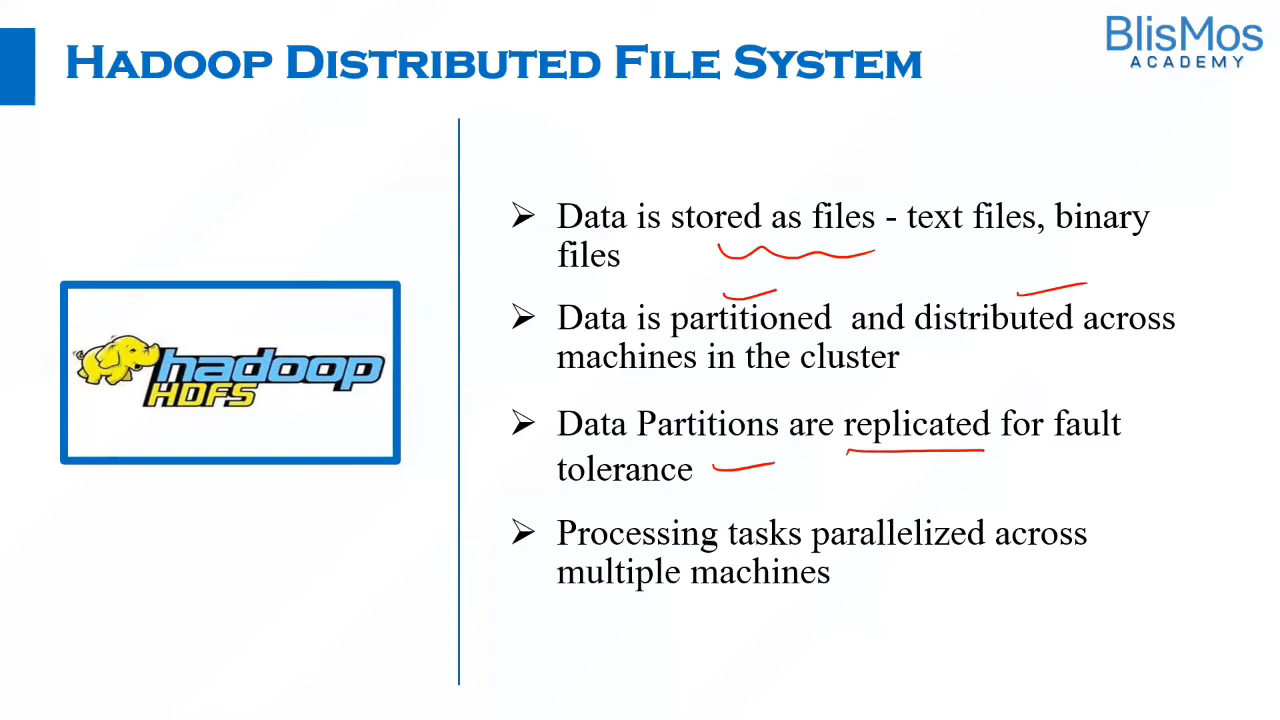 HADOOP DISTRIBUTED FILE SYSTEM
BlisMos
ACADEMY
hadoop
HDFS
➢ Data is stored as files - text files, binary
files
➢ Data is partitioned and distributed across
machines in the cluster
➢ Data Partitions are replicated for fault
tolerance
➢ Processing tasks parallelized across
multiple machines